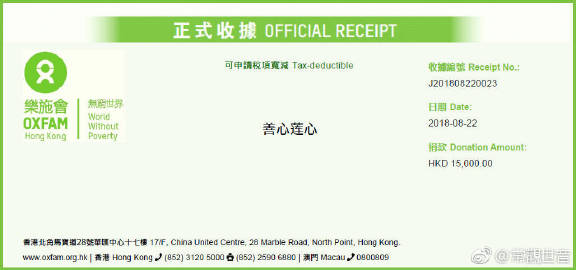 正式收據 OFFICIAL RECEIPT
樂施會
OXFAM
Hong Kong
無窮世界
World
Without
Poverty
可申請税項寬減 Tax-deductible
善心莲心
收據編號 Receipt No.:
J201808220023
日期 Date:
2018-08-22
捐款 Donation Amount:
HKD 15,000.00
香港北角馬寶道28號華匯中心十七樓 17/F, China United Centre, 28 Marble Road, North Point, Hong Kong.
www.oxfam.org.hk | 香港 Hong Kong (852) 3120 5000 (852) 2590 6880 | 澳門 Macau 0800809
@常觀世音